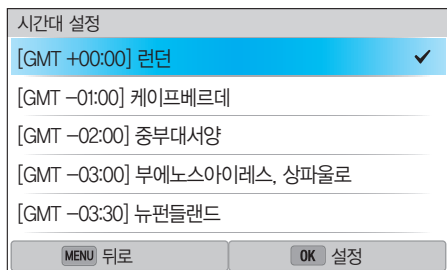 시간대 설정
[GMT +00:00] 런던
[GMT –01:00] 케이프베르데
[GMT –02:00] 중부대서양
[GMT –03:00] 부에노스아이레스, 상파울로
[GMT –03:30] 뉴펀들랜드
MENU 뒤로 OK 설정